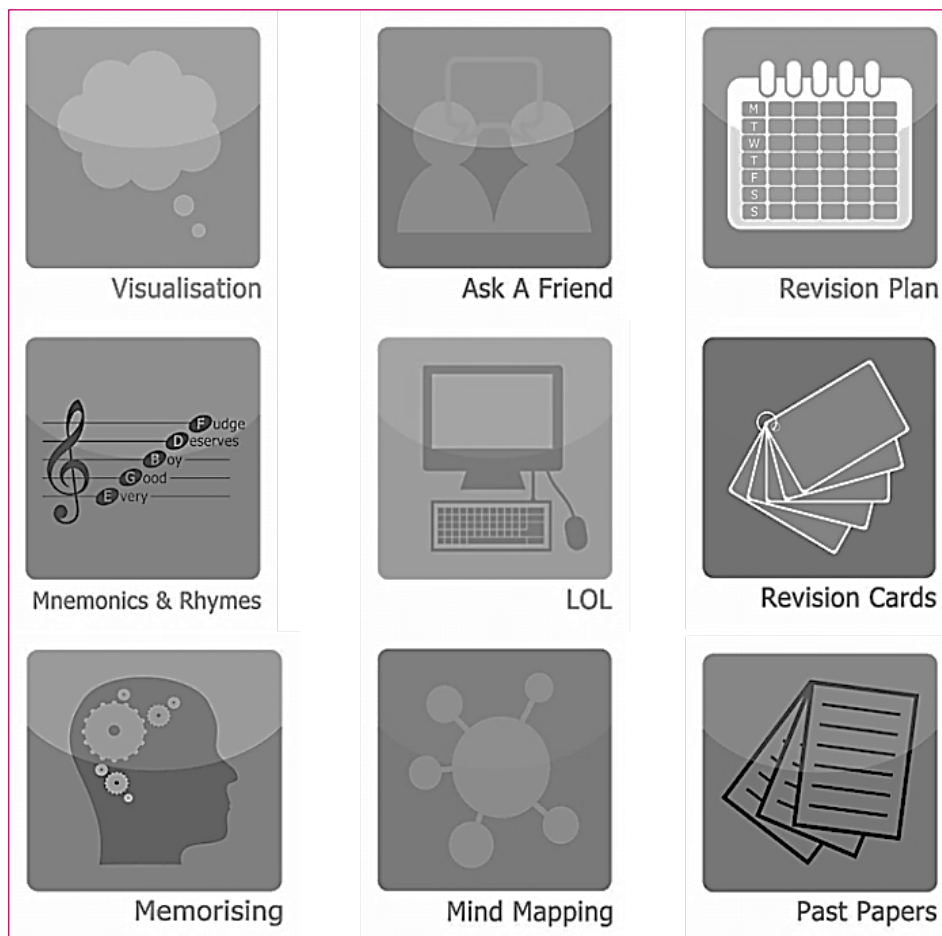 M
T
W
T
F
S
S
Visualisation
Ask A Friend
Revision Plan
Fudge
Deserves
Boy
Good
Every
Mnemonics & Rhymes
LOL
Revision Cards
Memorising
Mind Mapping
Past Papers